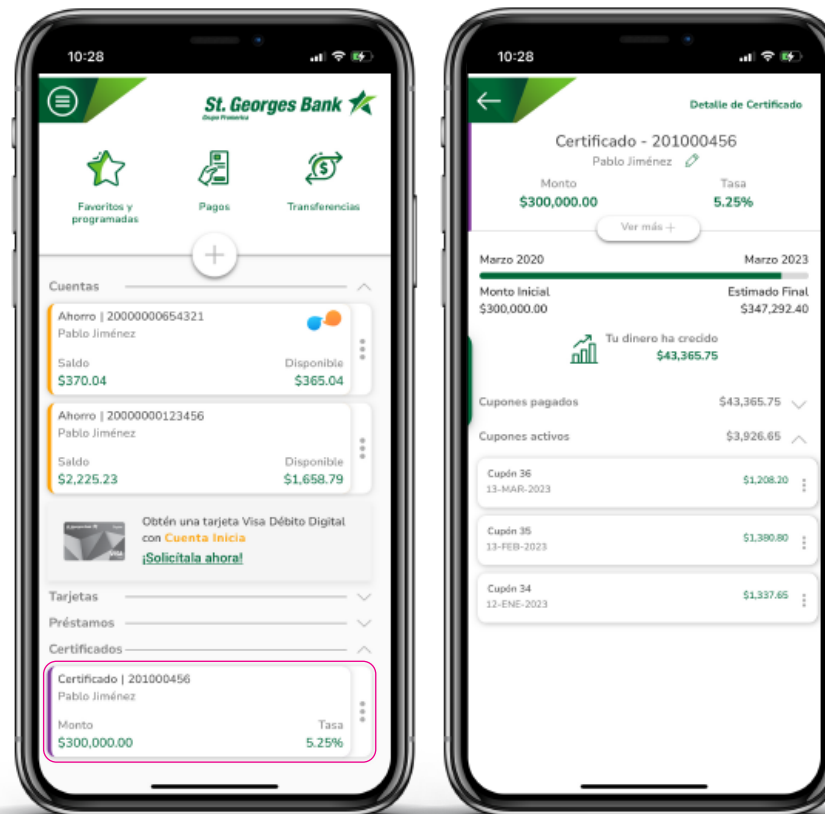 10:28
St. Georges Bank
Grupo Promerica
Favoritos y
programadas
Pagos
Transferencias
Cuentas
Ahorro | 20000000654321
Pablo Jiménez
Saldo
Disponible
$370.04
$365.04
Ahorro | 20000000123456
Pablo Jiménez
Saldo
Disponible
$2,225.23
$1,658.79
Obtén una tarjeta Visa Débito Digital
con Cuenta Inicia
¡Solicítala ahora!
VISA
Tarjetas
Préstamos
Certificados
Certificado | 201000456
Pablo Jiménez
Monto
Tasa
$300,000.00
5.25%
10:28
Detalle de Certificado
Certificado - 201000456
Pablo Jiménez
Monto
Tasa
$300,000.00
5.25%
Ver más +
Marzo 2020
Marzo 2023
Monto Inicial
Estimado Final
$300,000.00
$347,292.40
Tu dinero ha crecido
$43,365.75
Cupones pagados
$43,365.75
Cupones activos
$3,926.65
Cupón 36
$1,208.20
13-MAR-2023
Cupón 35
$1,380.80
13-FEB-2023
Cupón 34
$1,337.65
12-ENE-2023